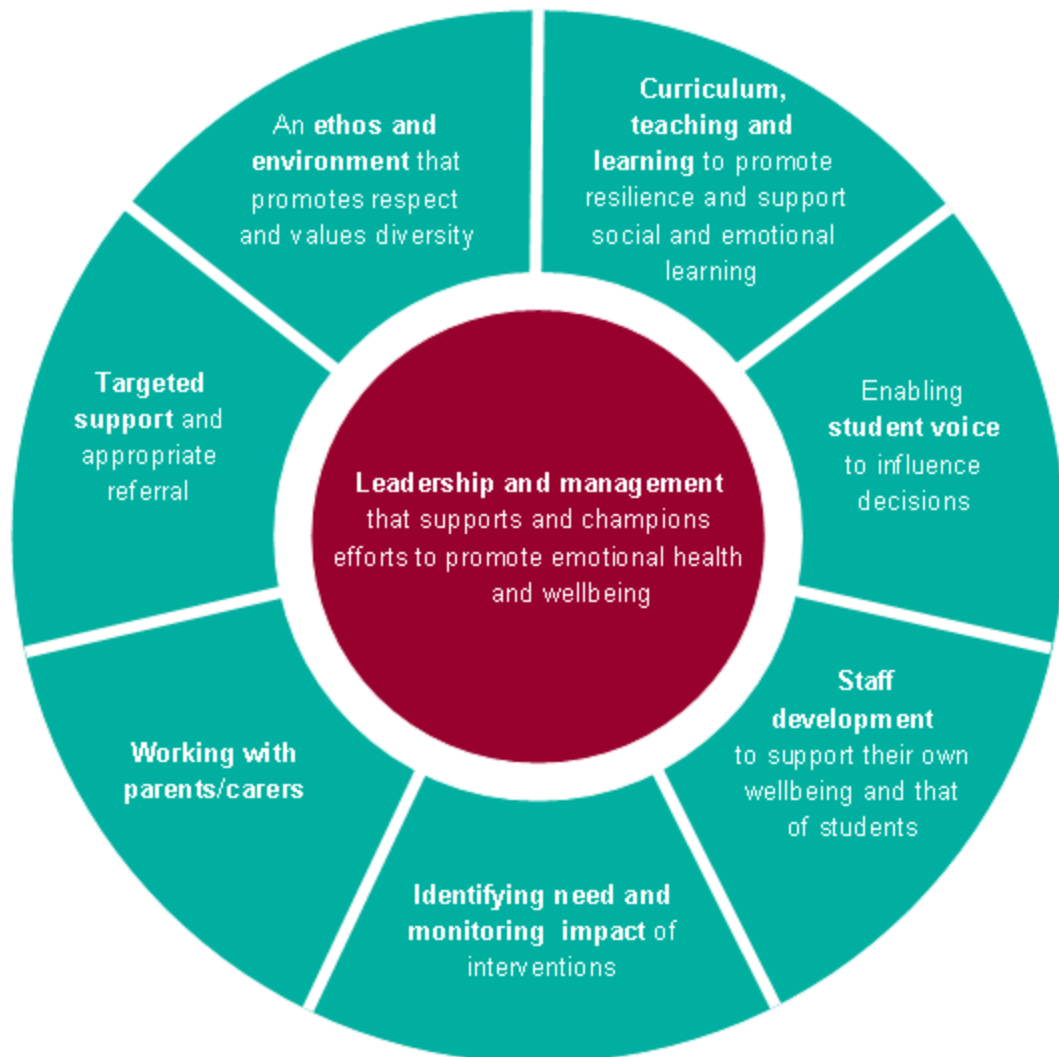 An ethos and
environment that
promotes respect
and values diversity
Curriculum,
teaching and
learning to promote
resilience and support
social and emotional
learning
Enabling
student voice
to influence
decisions
Staff
development
to support their own
wellbeing and that
of students
Identifying need and
monitoring impact of
interventions
Working with
parents/carers
Targeted
support and
appropriate
referral
Leadership and management
that supports and champions
efforts to promote emotional health
and wellbeing